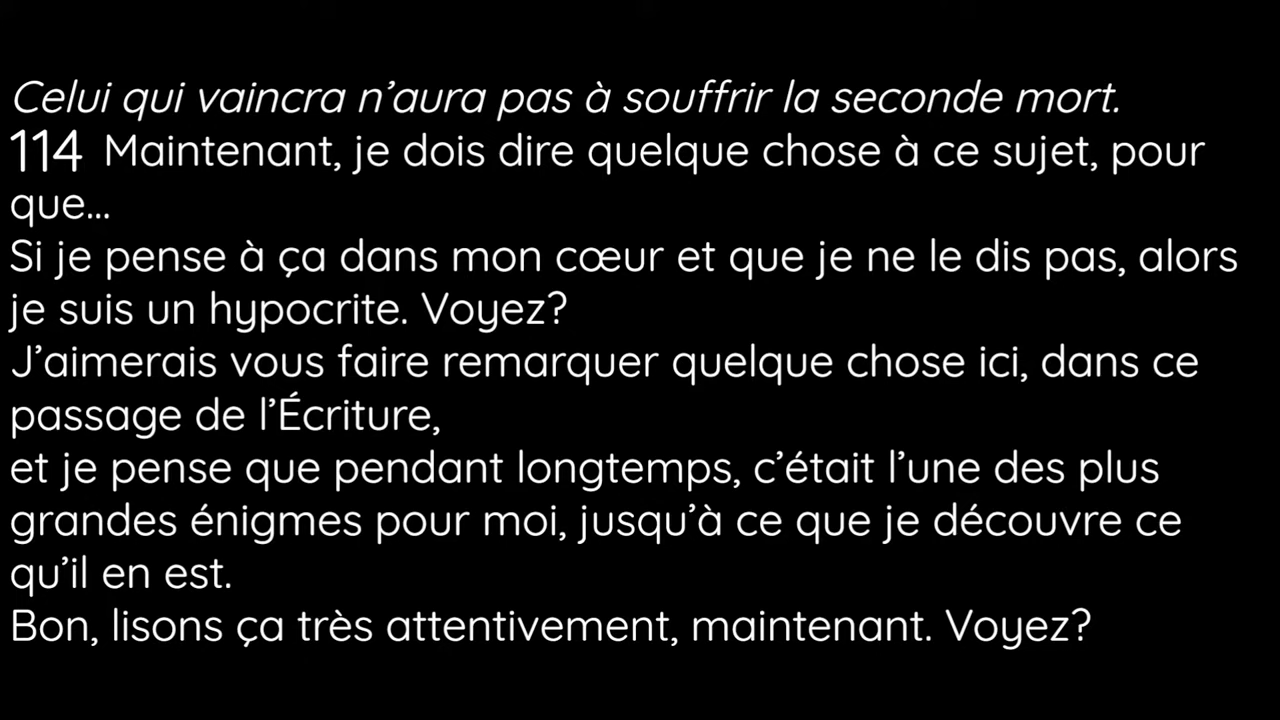 Celui qui vaincra n’aura pas à souffrir la seconde mort.
114 Maintenant, je dois dire quelque chose à ce sujet, pour
que...
Si je pense à ça dans mon cœur et que je ne le dis pas, alors
je suis un hypocrite. Voyez?
J’aimerais vous faire remarquer quelque chose ici, dans ce
passage de l’Écriture,
et je pense que pendant longtemps, c’était l’une des plus
grandes énigmes pour moi, jusqu’à ce que je découvre ce
qu’il en est.
Bon, lisons ça très attentivement, maintenant. Voyez?